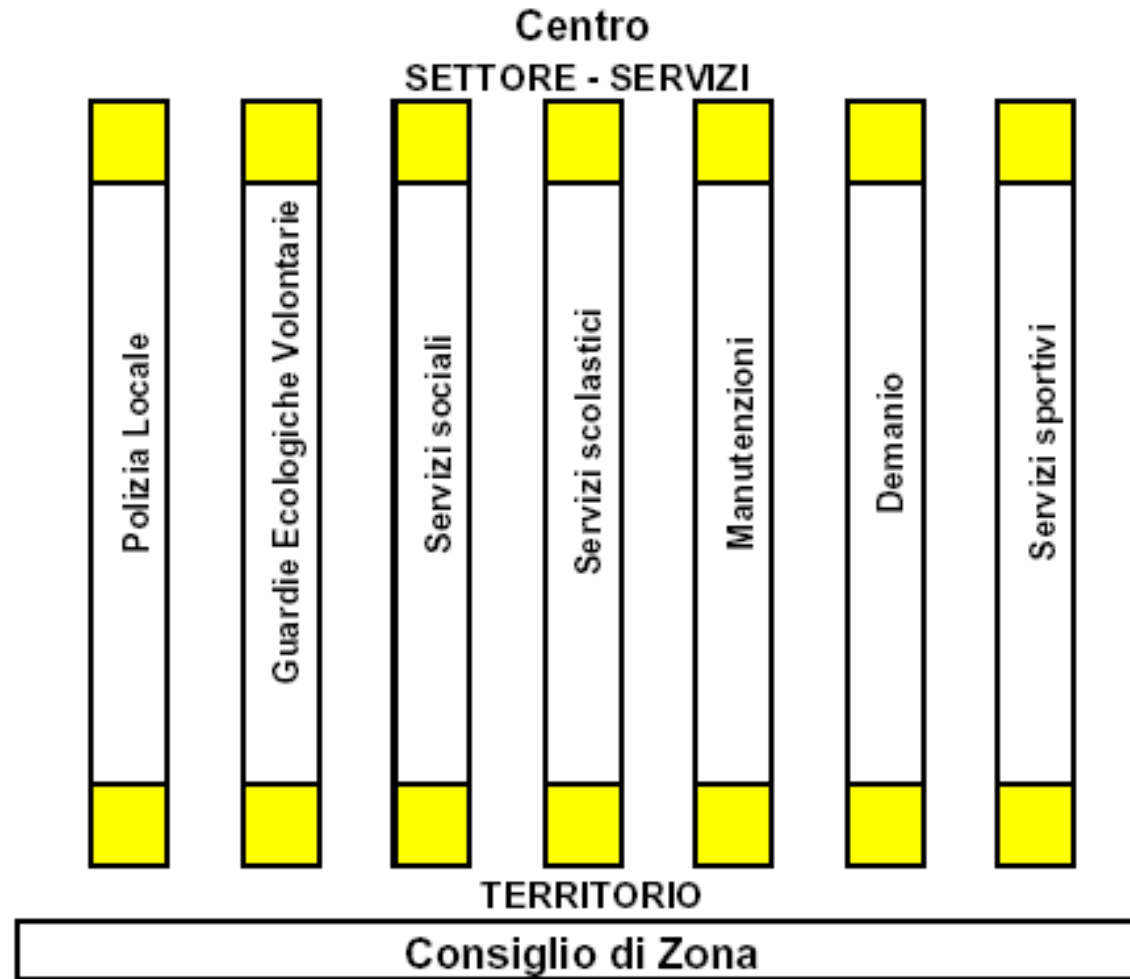 Centro
SETTORE - SERVIZI
Polizia Locale
Guardie Ecologiche Volontarie
Servizi sociali
Servizi scolastici
Manutenzioni
Demanio
Servizi sportivi
TERRITORIO
Consiglio di Zona